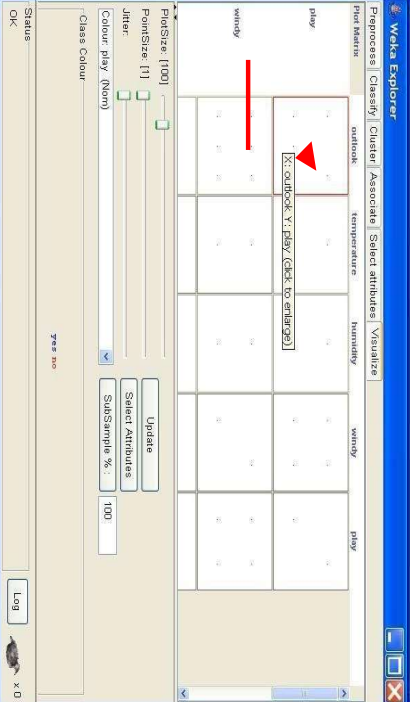 Weka Explorer
Preprocess Classify Cluster Associate Select attributes Visualize
Plot Matrix outlook temperature humidity windy play
play
X: outlook Y: play (click to enlarge)
windy
PlotSize: [100]
PointSize: [1]
Jitter:
Update
Select Attributes
Colour: play (Nom)
SubSample % :
100
Class Colour
yes no
Status
OK
Log
x 0